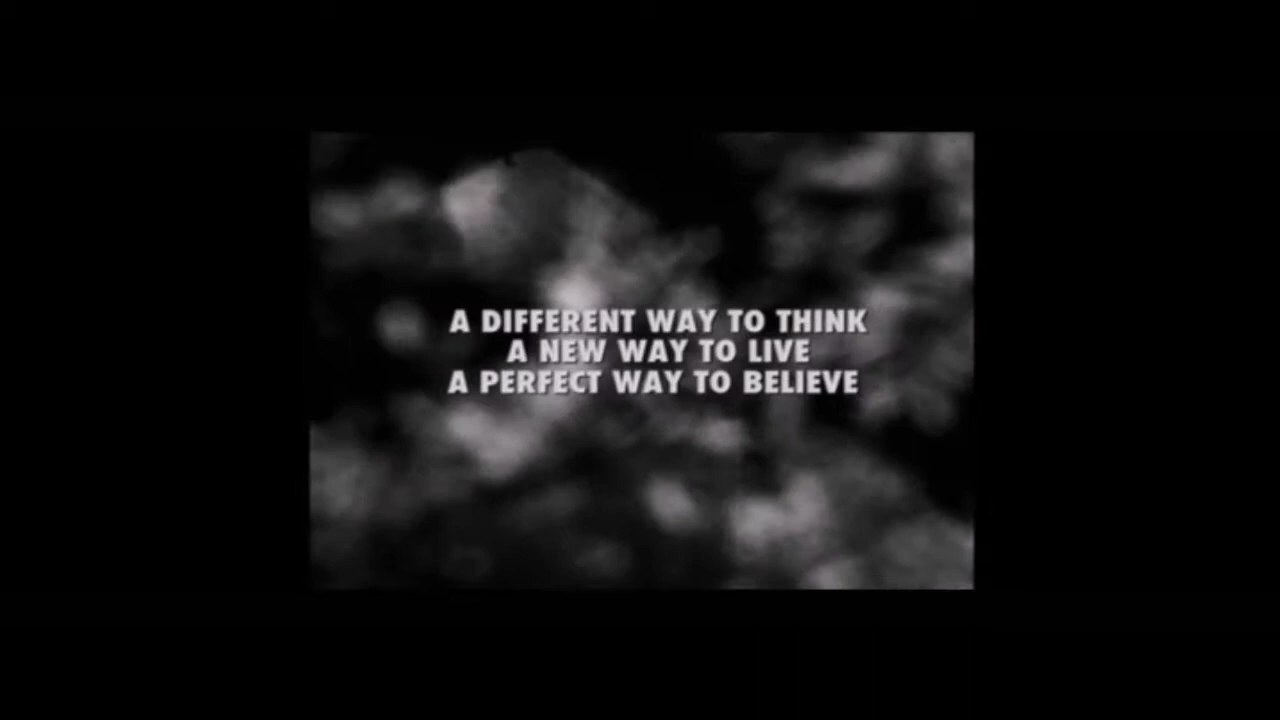 A DIFFERENT WAY TO THINK
A NEW WAY TO LIVE
A PERFECT WAY TO BELIEVE